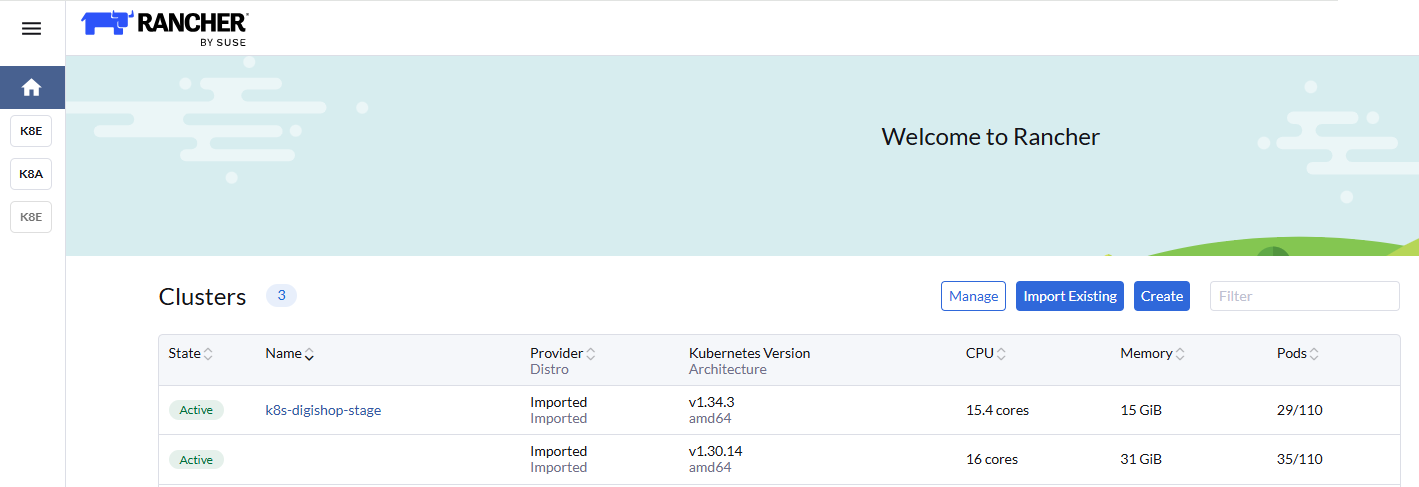 RANCHER
BY SUSE
K8E
K8A
K8E
Welcome to Rancher
Clusters 3 Manage Import Existing Create Filter
State Name Provider Kubernetes Version CPU Memory Pods
Distro Architecture
Active k8s-digishop-stage Imported v1.34.3 15.4 cores 15 GiB 29/110
Imported amd64
Active Imported v1.30.14 16 cores 31 GiB 35/110
Imported amd64